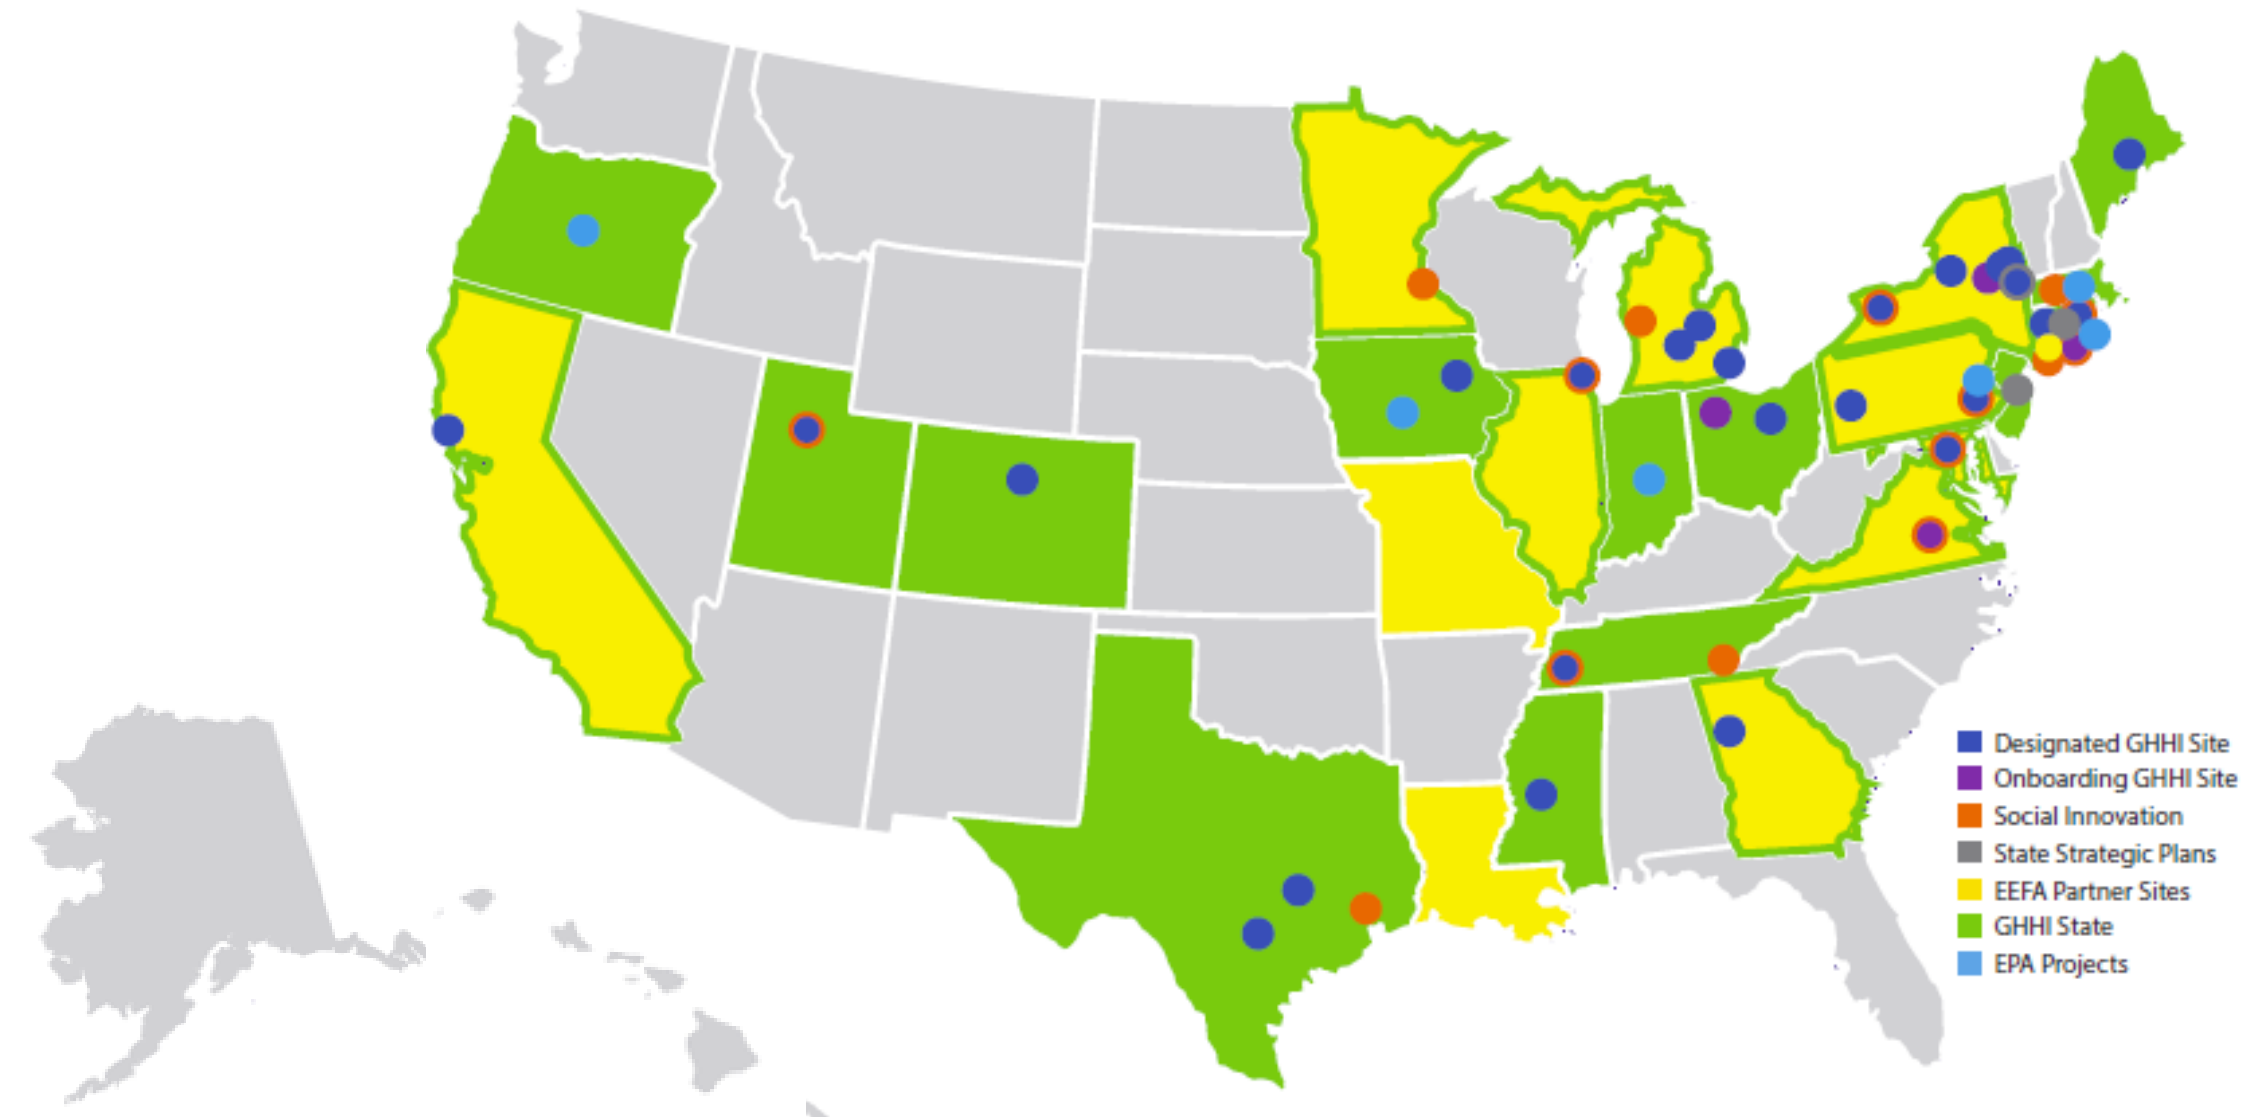 Designated GHHI Site
Onboarding GHHI Site
Social Innovation
State Strategic Plans
EEFA Partner Sites
GHHI State
EPA Projects